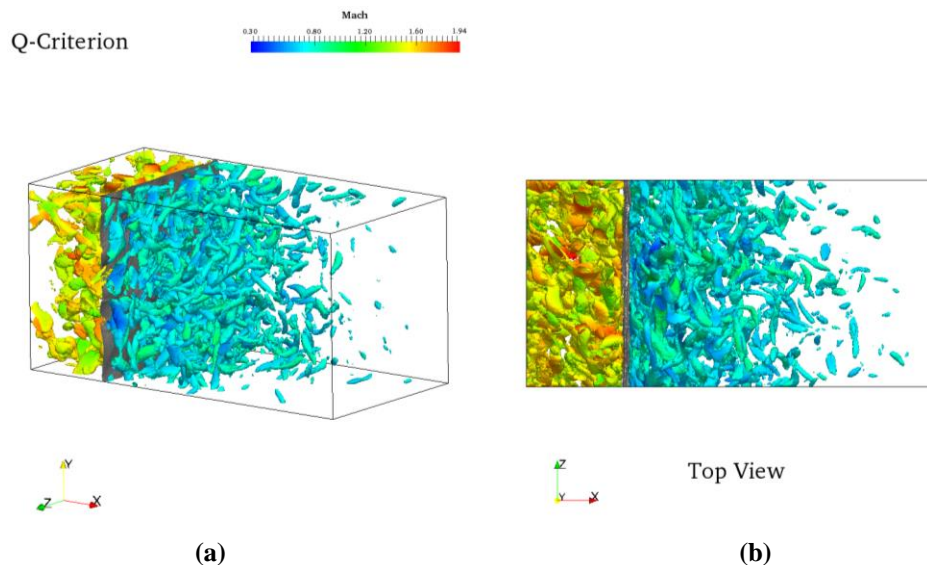 Mach
Q-Criterion
0.30 0.80 1.20 1.60 1.94
Y
Z X
Z
Y X
Top View
(a) (b)